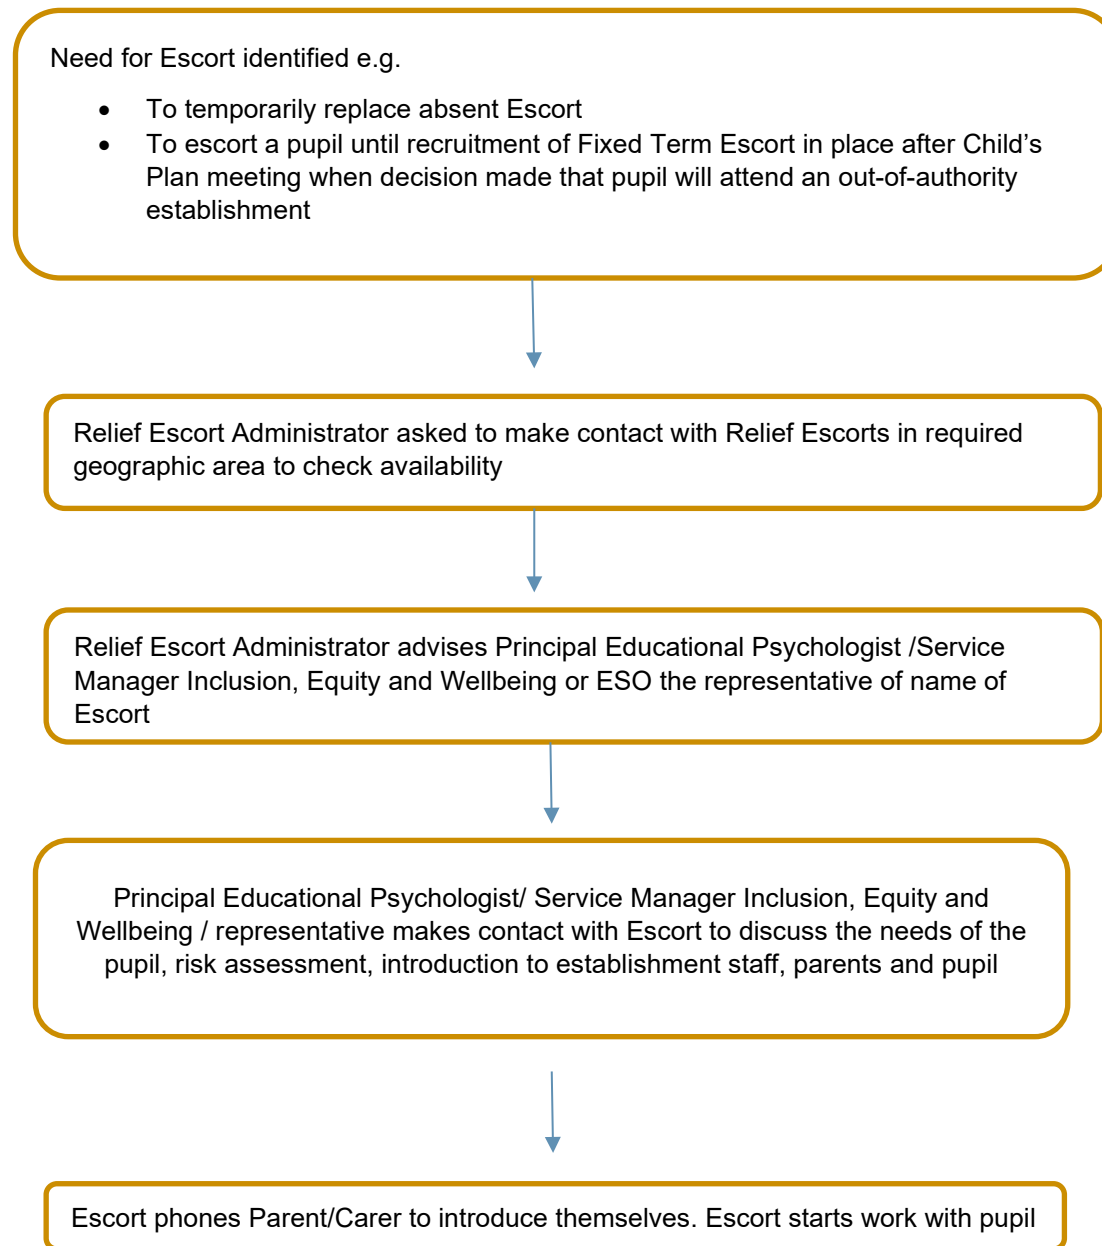 Need for Escort identified e.g.
• To temporarily replace absent Escort
• To escort a pupil until recruitment of Fixed Term Escort in place after Child’s
Plan meeting when decision made that pupil will attend an out-of-authority
establishment
Relief Escort Administrator asked to make contact with Relief Escorts in required
geographic area to check availability
Relief Escort Administrator advises Principal Educational Psychologist /Service
Manager Inclusion, Equity and Wellbeing or ESO the representative of name of
Escort
Principal Educational Psychologist/ Service Manager Inclusion, Equity and
Wellbeing / representative makes contact with Escort to discuss the needs of the
pupil, risk assessment, introduction to establishment staff, parents and pupil
Escort phones Parent/Carer to introduce themselves. Escort starts work with pupil